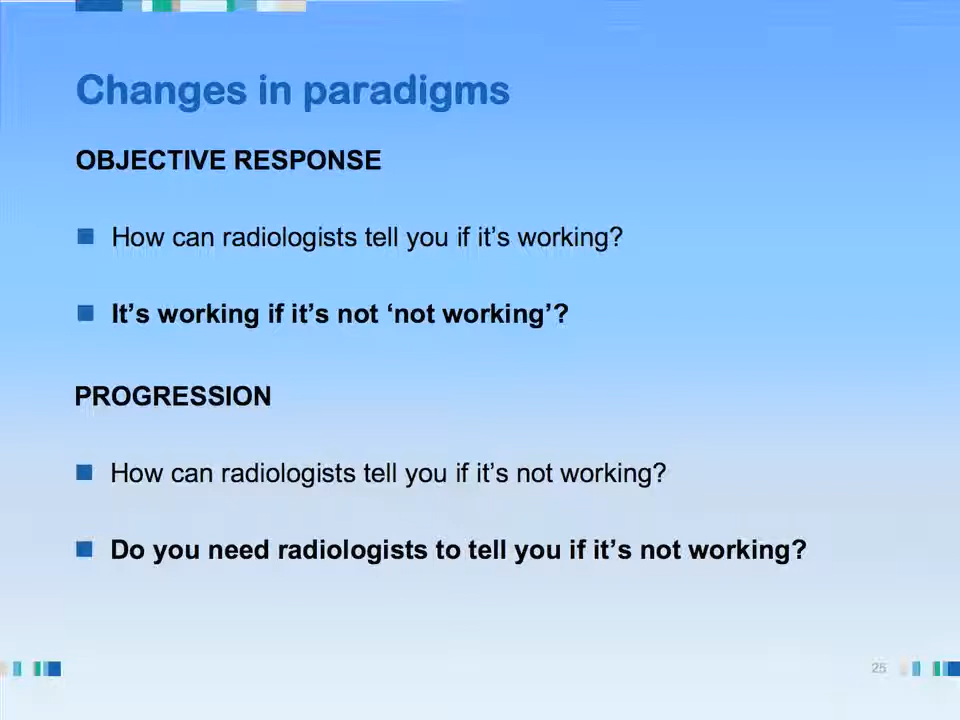 Changes in paradigms
OBJECTIVE RESPONSE
How can radiologists tell you if it’s working?
It’s working if it’s not ‘not working’?
PROGRESSION
How can radiologists tell you if it’s not working?
Do you need radiologists to tell you if it’s not working?
25